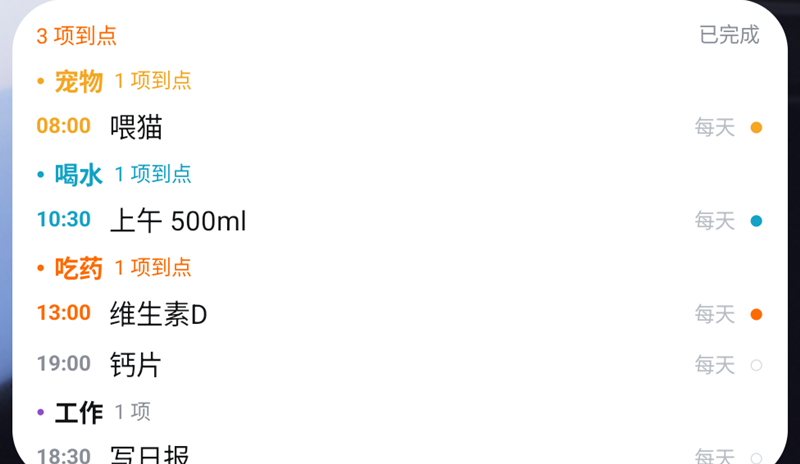 3 项到点 已完成
• 宠物 1 项到点
08:00 喂猫 每天
• 喝水 1 项到点
10:30 上午 500ml 每天
• 吃药 1 项到点
13:00 维生素D 每天
19:00 钙片 每天
• 工作 1 项
18:30 写日报 每天